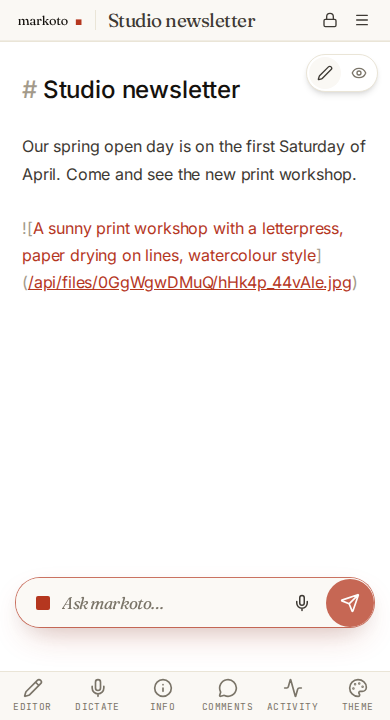 markoto
Studio newsletter
# Studio newsletter
Our spring open day is on the first Saturday of
April. Come and see the new print workshop.
![A sunny print workshop with a letterpress,
paper drying on lines, watercolour style]
(/api/files/0GgWgwDMuQ/hHk4p_44vAle.jpg)
Ask markoto...
EDITOR DICTATE INFO COMMENTS ACTIVITY THEME